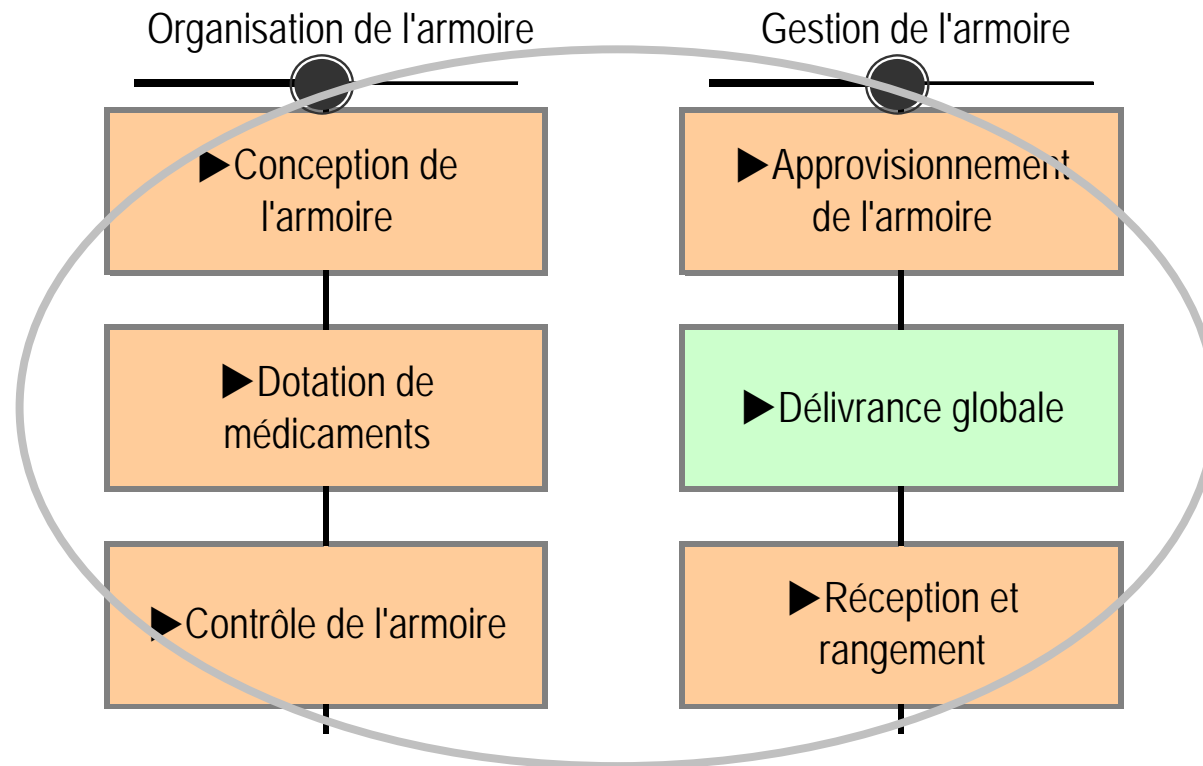 Organisation de l'armoire
▶Conception de
l'armoire
▶Dotation de
médicaments
▶Contrôle de l'armoire
Gestion de l'armoire
▶Approvisionnement
de l'armoire
▶Délivrance globale
▶Réception et
rangement